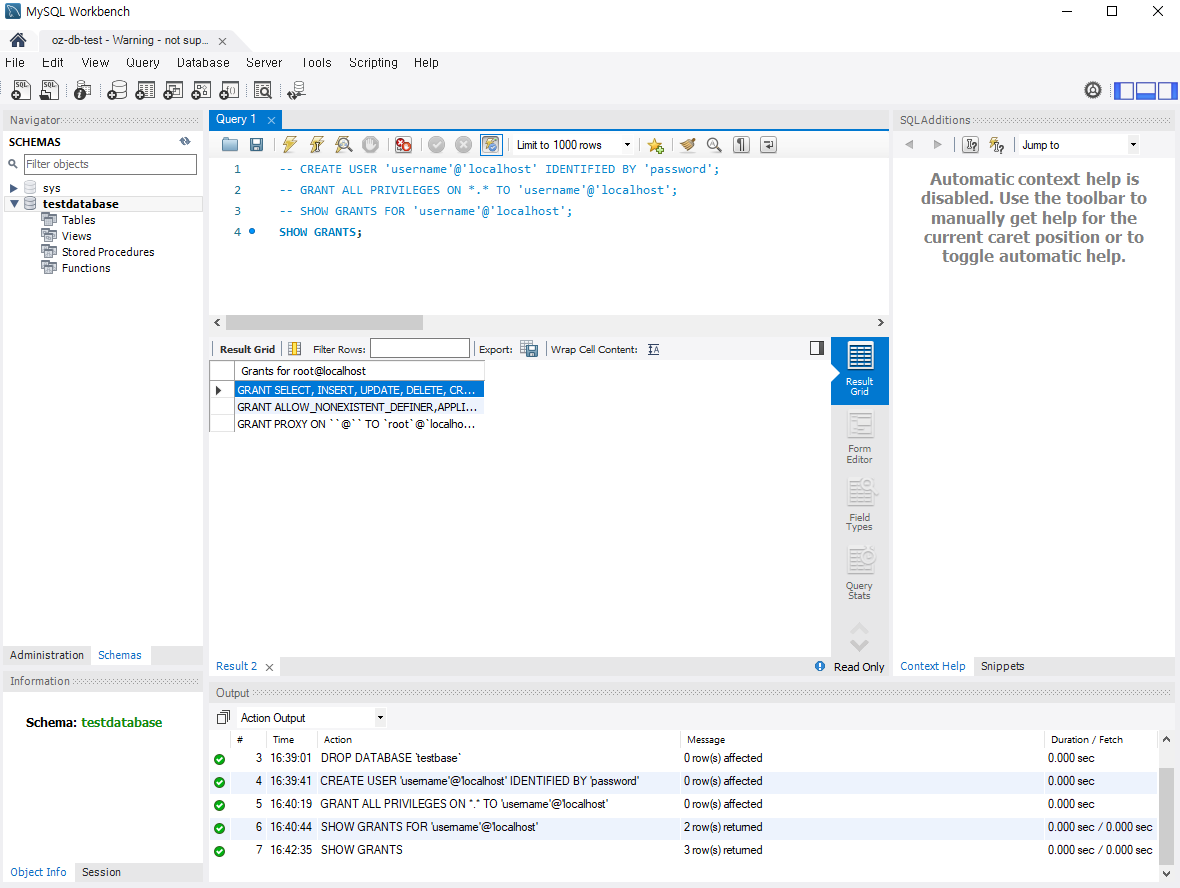 MySQL Workbench
oz-db-test - Warning - not sup...
File Edit View Query Database Server Tools Scripting Help
Navigator
SCHEMAS
Filter objects
sys
testdatabase
Tables
Views
Stored Procedures
Functions
Administration Schemas
Information
Schema: testdatabase
Object Info Session
Query 1
Limit to 1000 rows
1 -- CREATE USER 'username'@'localhost' IDENTIFIED BY 'password';
2 -- GRANT ALL PRIVILEGES ON *.* TO 'username'@'localhost';
3 -- SHOW GRANTS FOR 'username'@'localhost';
4 SHOW GRANTS;
Result Grid Filter Rows: Export: Wrap Cell Content:
Grants for root@localhost
GRANT SELECT, INSERT, UPDATE, DELETE, CR...
GRANT ALLOW_NONEXISTENT_DEFINER,APPLI...
GRANT PROXY ON ``@`` TO `root`@`localho...
Result
Grid
Form
Editor
Field
Types
Query
Stats
Result 2
Read Only
SQLAdditions
Jump to
Automatic context help is
disabled. Use the toolbar to
manually get help for the
current caret position or to
toggle automatic help.
Context Help Snippets
Output
Action Output
# Time Action Message Duration / Fetch
3 16:39:01 DROP DATABASE `testbase` 0 row(s) affected 0.000 sec
4 16:39:41 CREATE USER 'username'@'localhost' IDENTIFIED BY 'password' 0 row(s) affected 0.000 sec
5 16:40:19 GRANT ALL PRIVILEGES ON *.* TO 'username'@'localhost' 0 row(s) affected 0.000 sec
6 16:40:44 SHOW GRANTS FOR 'username'@'localhost' 2 row(s) returned 0.000 sec / 0.000 sec
7 16:42:35 SHOW GRANTS 3 row(s) returned 0.000 sec / 0.000 sec